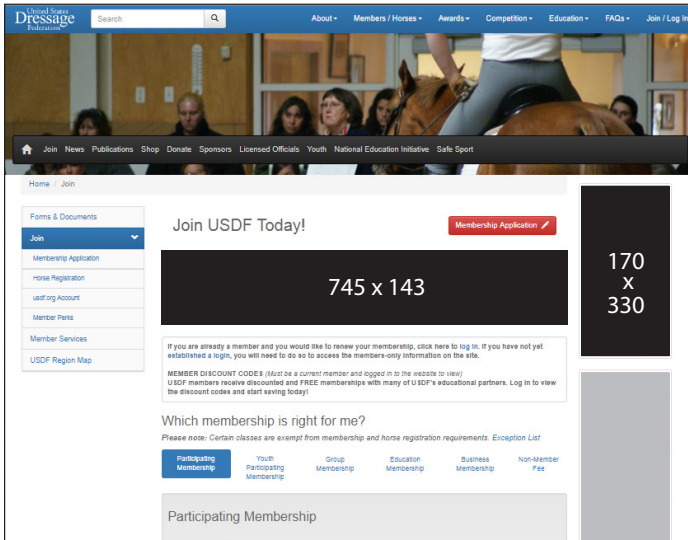 United States
Dressage
Federation
Search
About Members / Horses Awards Competition Education FAQs Join / Log In
Join News Publications Shop Donate Sponsors Licensed Officials Youth National Education Initiative Safe Sport
Home / Join
Forms & Documents
Join
Membership Application
Horse Registration
usdf.org Account
Member Perks
Member Services
USDF Region Map
Join USDF Today!
Membership Application
745 x 143
170
x
330
If you are already a member and you would like to renew your membership, click here to log in. If you have not yet
established a login, you will need to do so to access the members-only information on the site.
MEMBER DISCOUNT CODES (Must be a current member and logged in to the website to view)
USDF members receive discounted and FREE memberships with many of USDF's educational partners. Log in to view
the discount codes and start saving today!
Which membership is right for me?
Please note: Certain classes are exempt from membership and horse registration requirements. Exception List
Participating
Membership
Youth
Participating
Membership
Group
Membership
Education
Membership
Business
Membership
Non-Member
Fee
Participating Membership